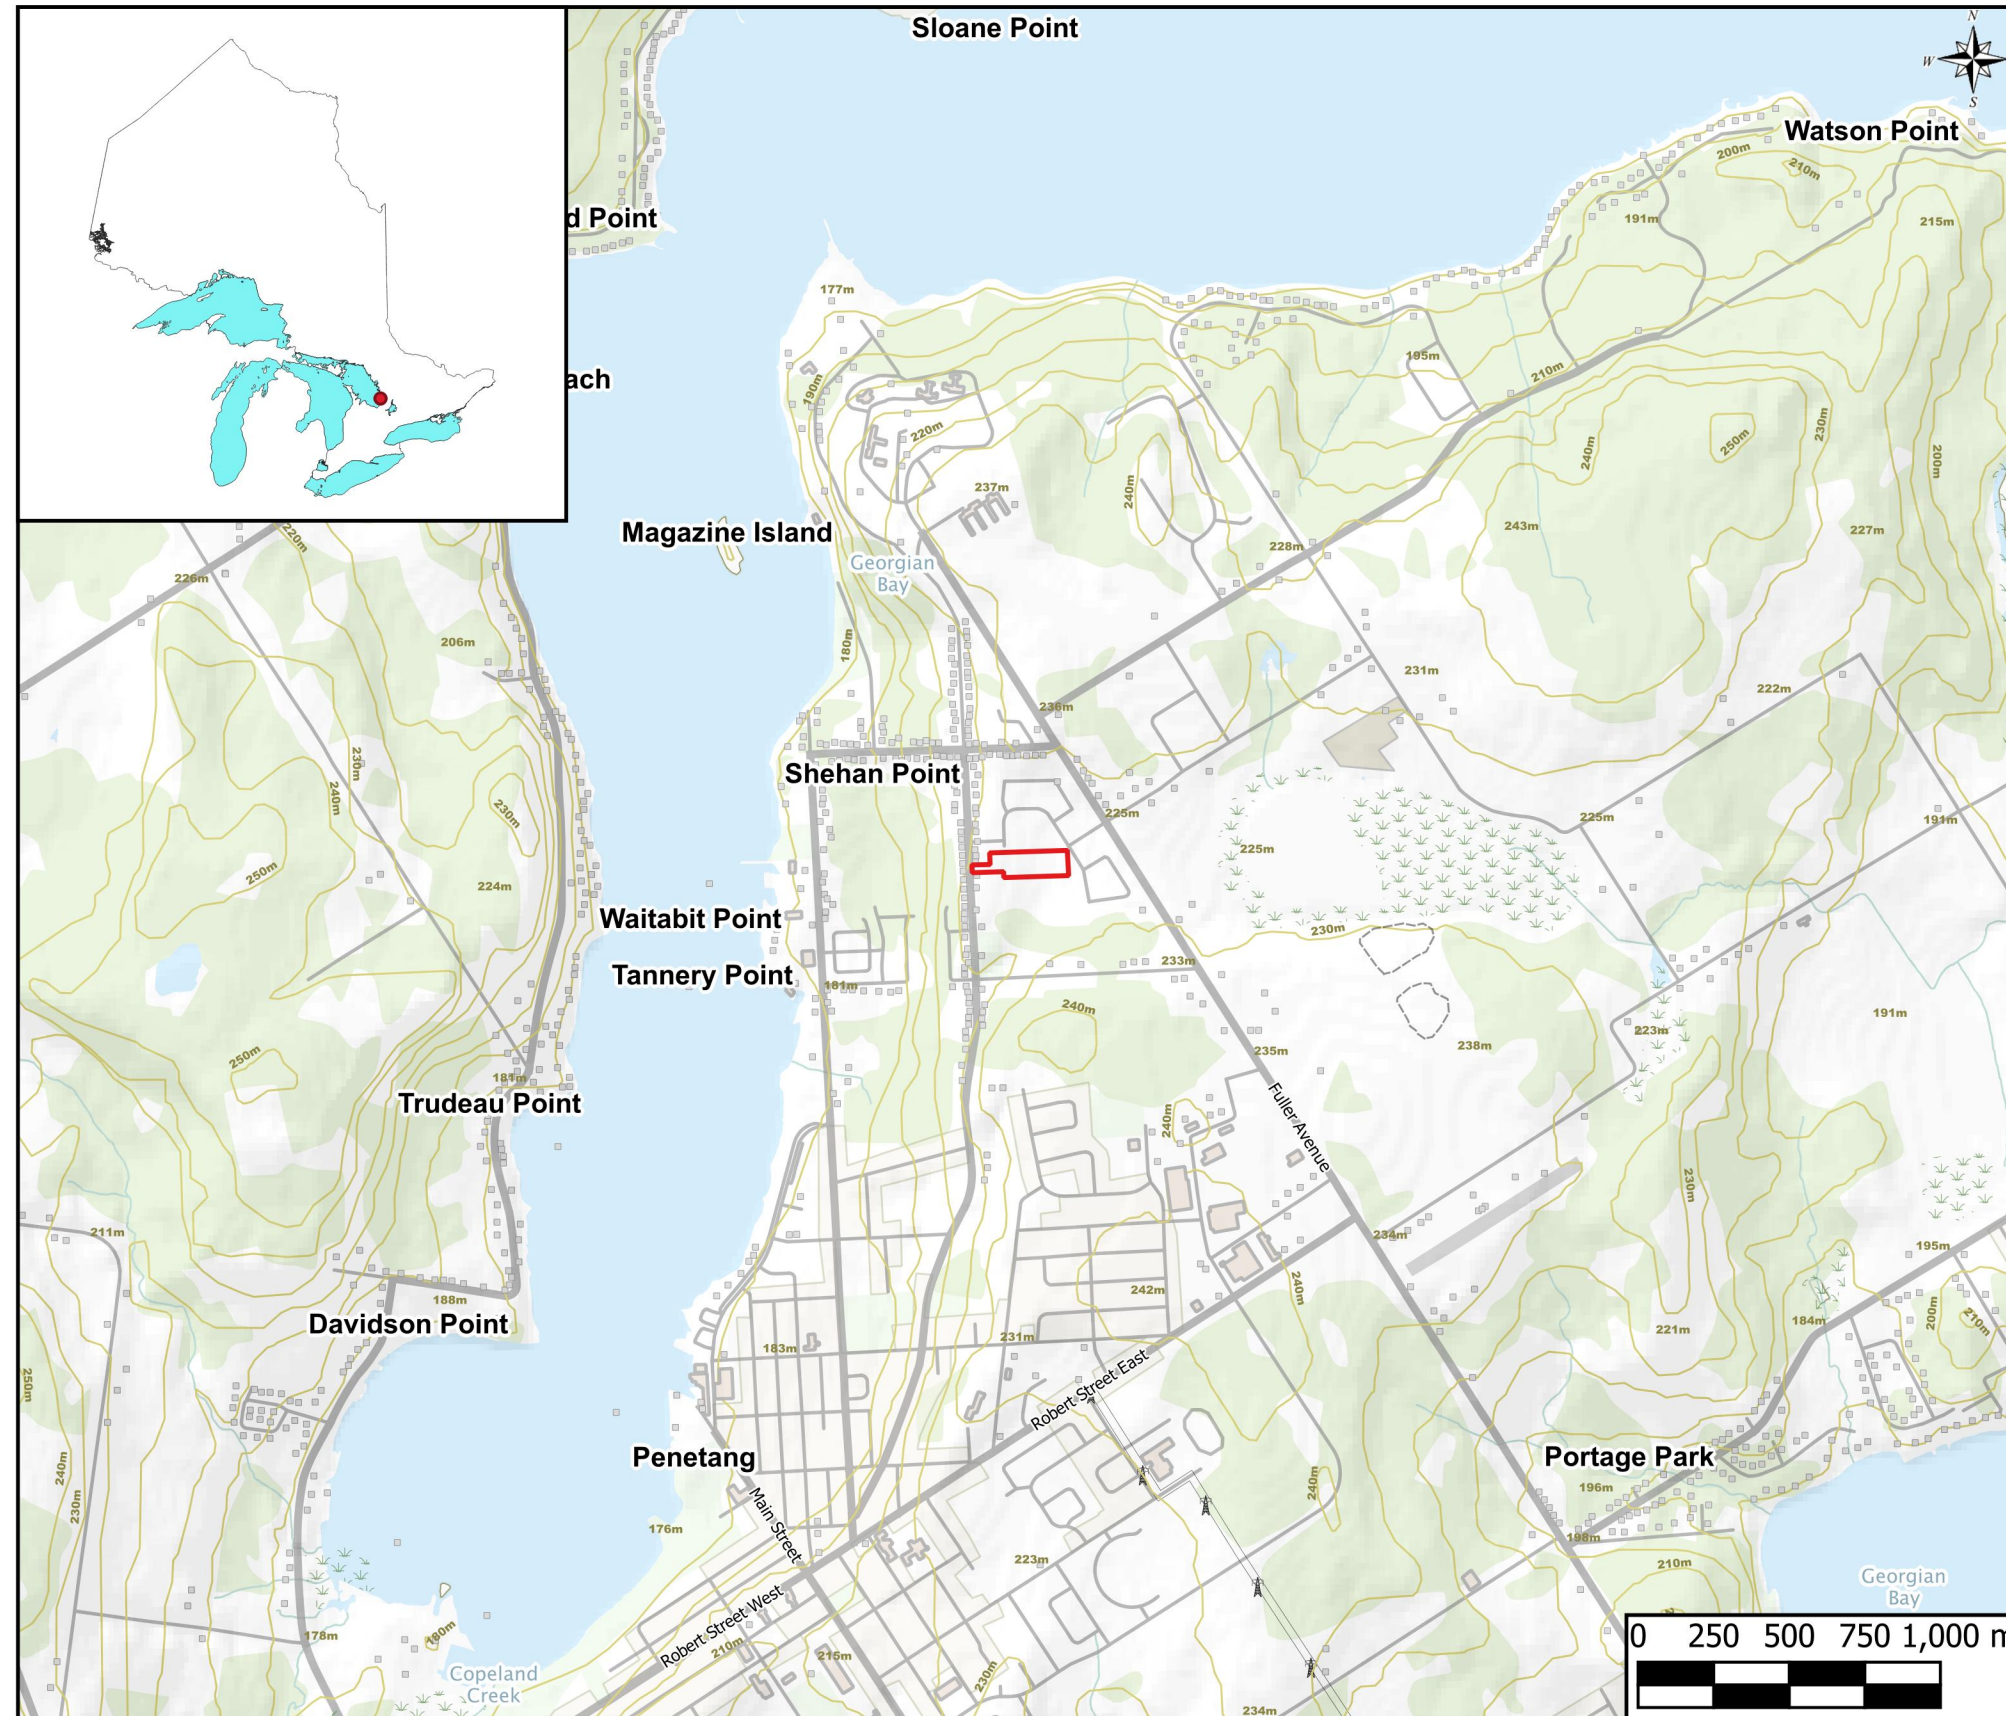 Sloane Point
N
W
S
Watson Point
200m
210m
d Point
191m
215m
177m
ach
195m
190m
210m
220m
230m
250m
240m
200m
237m
240m
Magazine Island
243m
227m
220m
228m
Georgian
Bay
226m
206m
180m
231m
222m
236m
230m
Shehan Point
240m
230m
225m
225m
191m
225m
250m
224m
Waitabit Point
230m
233m
Tannery Point
181m
240m
191m
223m
250m
235m
238m
181m
Trudeau Point
240m
Fuller Avenue
230m
211m
234m
195m
188m
242m
240m
Davidson Point
184m
200m
210m
231m
221m
183m
250m
Robert Street East
Penetang
Portage Park
240m
240m
196m
230m
Main Street
176m
198m
223m
210m
Georgian
Bay
Robert Street West
178m
180m
210m
215m
230m
Copeland
Creek
234m
0 250 500 750 1,000 m